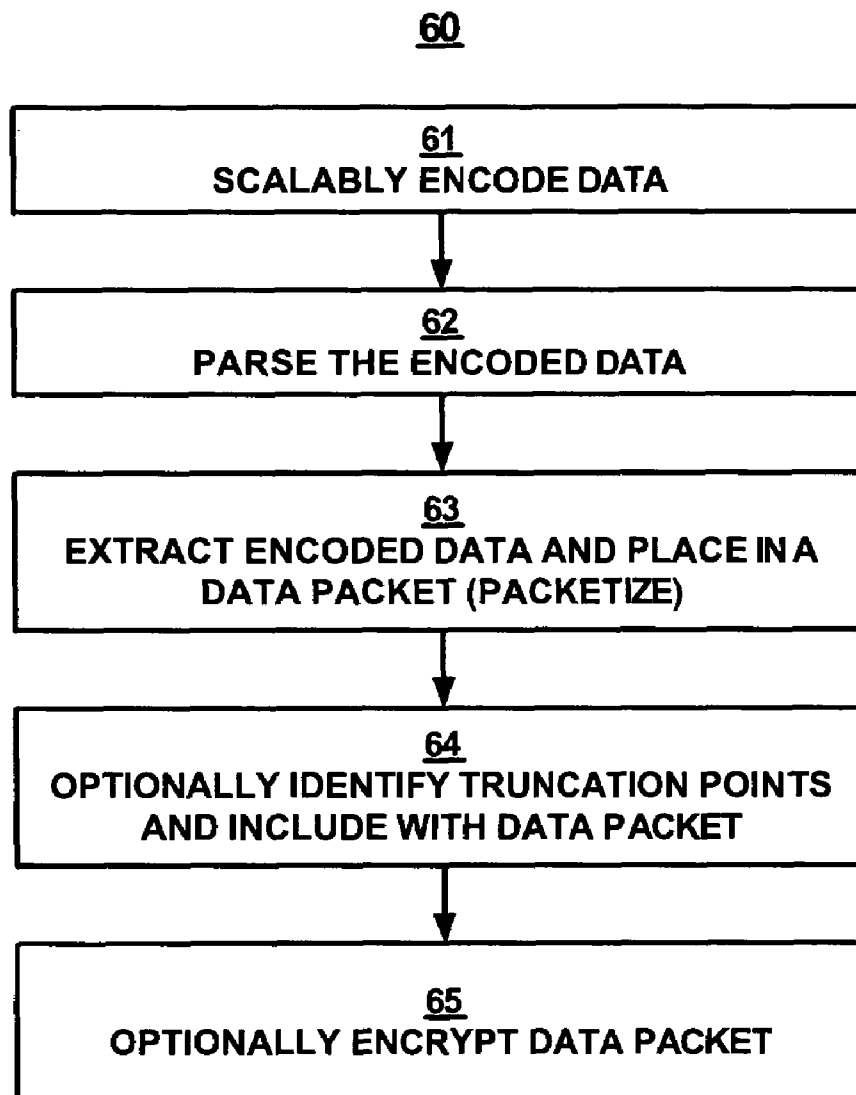 60
61
SCALABLY ENCODE DATA
62
PARSE THE ENCODED DATA
63
EXTRACT ENCODED DATA AND PLACE IN A
DATA PACKET (PACKETIZE)
64
OPTIONALLY IDENTIFY TRUNCATION POINTS
AND INCLUDE WITH DATA PACKET
65
OPTIONALLY ENCRYPT DATA PACKET